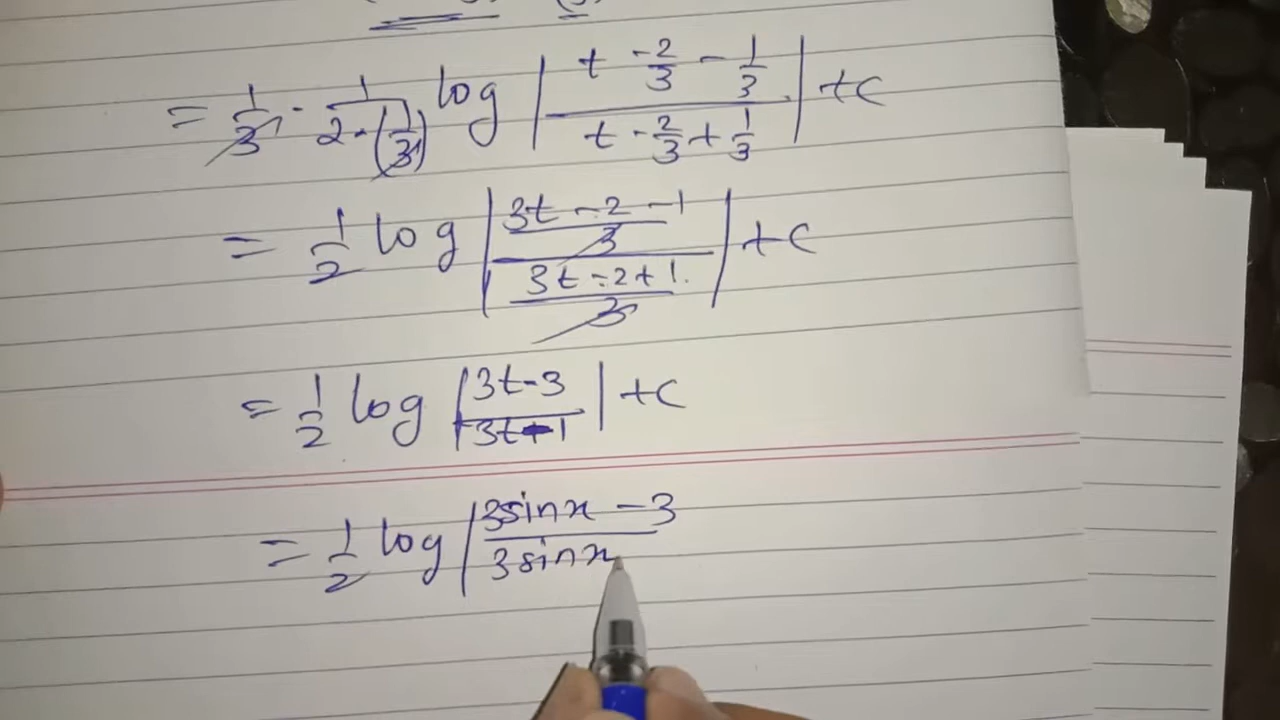 = 1/3 · 1/2·(1/3) log | t - 2/3 - 1/3 / t - 2/3 + 1/3 | + c
= 1/2 log | 3t - 2 - 1 / 3 / 3t - 2 + 1 / 3 | + c
= 1/2 log | 3t - 3 / 3t - 1 | + c
= 1/2 log | 3sinx - 3 / 3sinx